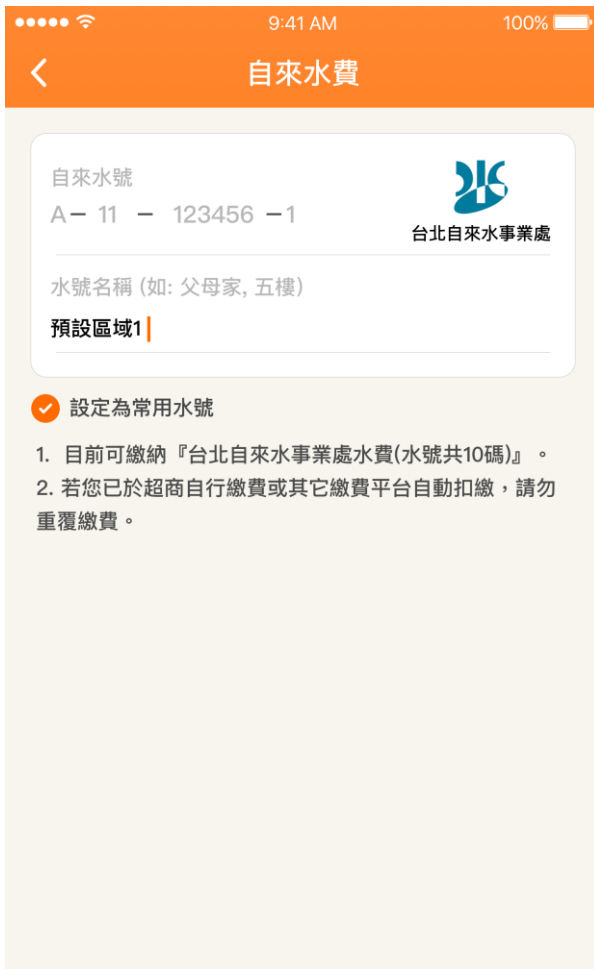 9:41 AM
100%
自來水費
自來水號
A－ 11 － 123456 －1
台北自來水事業處
水號名稱 (如: 父母家, 五樓)
預設區域1
設定為常用水號
1. 目前可繳納『台北自來水事業處水費(水號共10碼)』。
2. 若您已於超商自行繳費或其它繳費平台自動扣繳，請勿
重覆繳費。